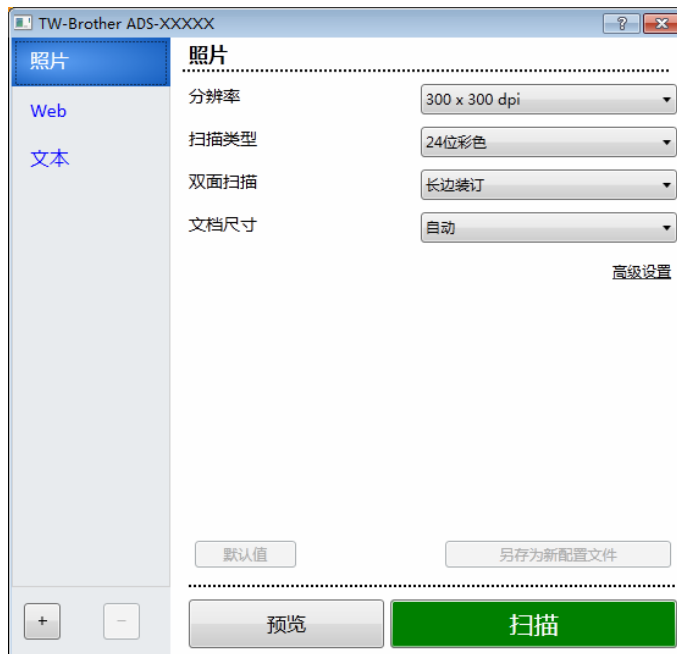 TW-Brother ADS-XXXXX
照片
Web
文本
照片
分辨率 300 x 300 dpi
扫描类型 24位彩色
双面扫描 长边装订
文档尺寸 自动
高级设置
默认值 另存为新配置文件
+ − 预览 扫描